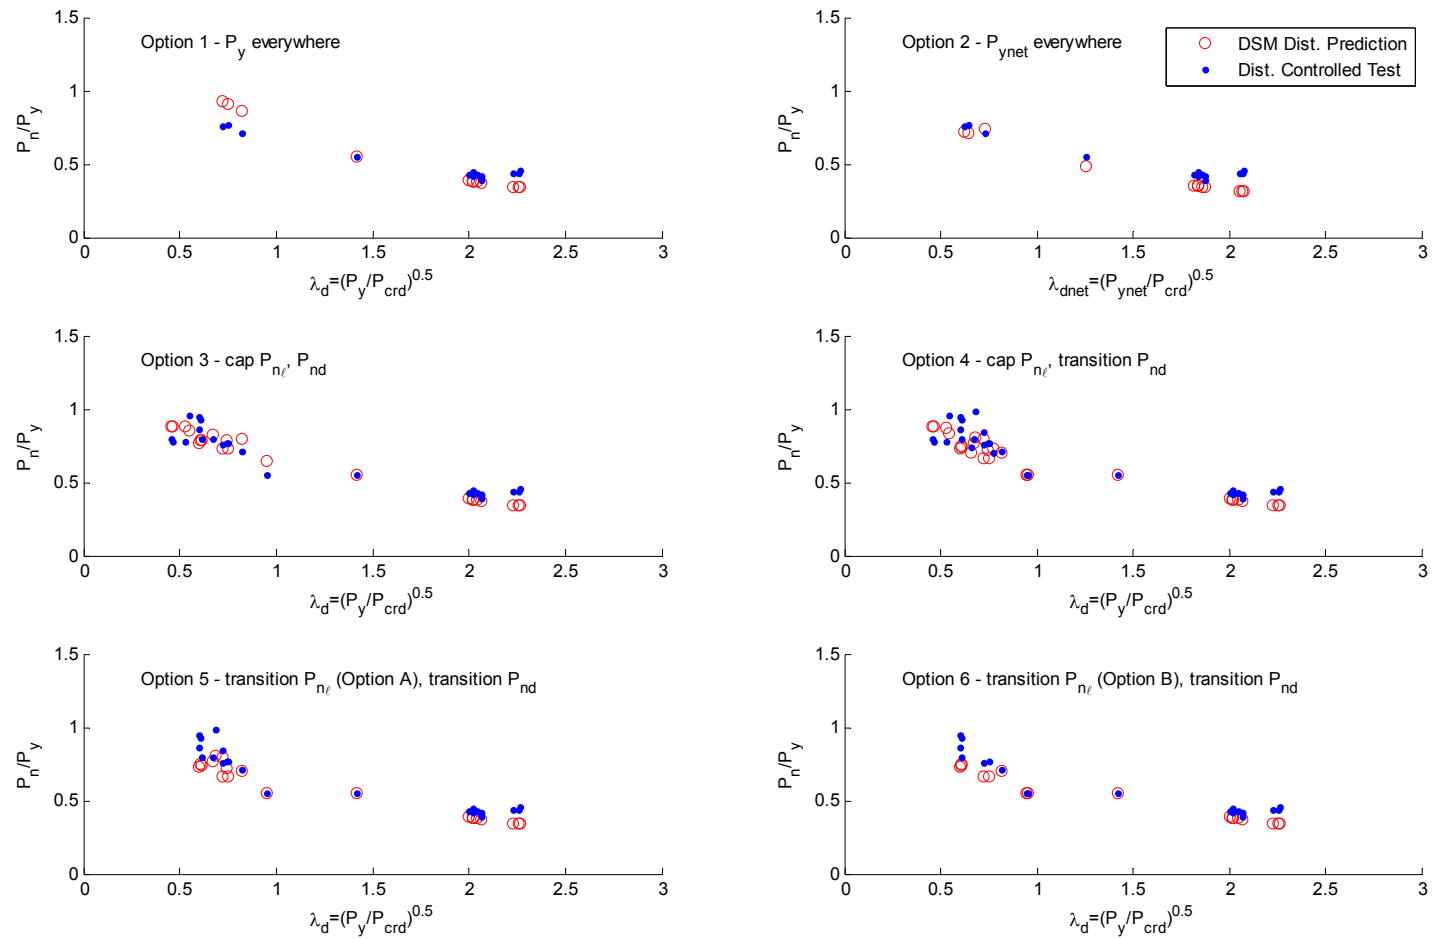 Option 1 - P_y everywhere
P_n/P_y
1.5
1
0.5
0
0 0.5 1 1.5 2 2.5 3
λ_d=(P_y/P_crd)^0.5
Option 2 - P_ynet everywhere
DSM Dist. Prediction
Dist. Controlled Test
P_n/P_y
1.5
1
0.5
0
0 0.5 1 1.5 2 2.5 3
λ_dnet=(P_ynet/P_crd)^0.5
Option 3 - cap P_nℓ, P_nd
P_n/P_y
1.5
1
0.5
0
0 0.5 1 1.5 2 2.5 3
λ_d=(P_y/P_crd)^0.5
Option 4 - cap P_nℓ, transition P_nd
P_n/P_y
1.5
1
0.5
0
0 0.5 1 1.5 2 2.5 3
λ_d=(P_y/P_crd)^0.5
Option 5 - transition P_nℓ (Option A), transition P_nd
P_n/P_y
1.5
1
0.5
0
0 0.5 1 1.5 2 2.5 3
λ_d=(P_y/P_crd)^0.5
Option 6 - transition P_nℓ (Option B), transition P_nd
P_n/P_y
1.5
1
0.5
0
0 0.5 1 1.5 2 2.5 3
λ_d=(P_y/P_crd)^0.5